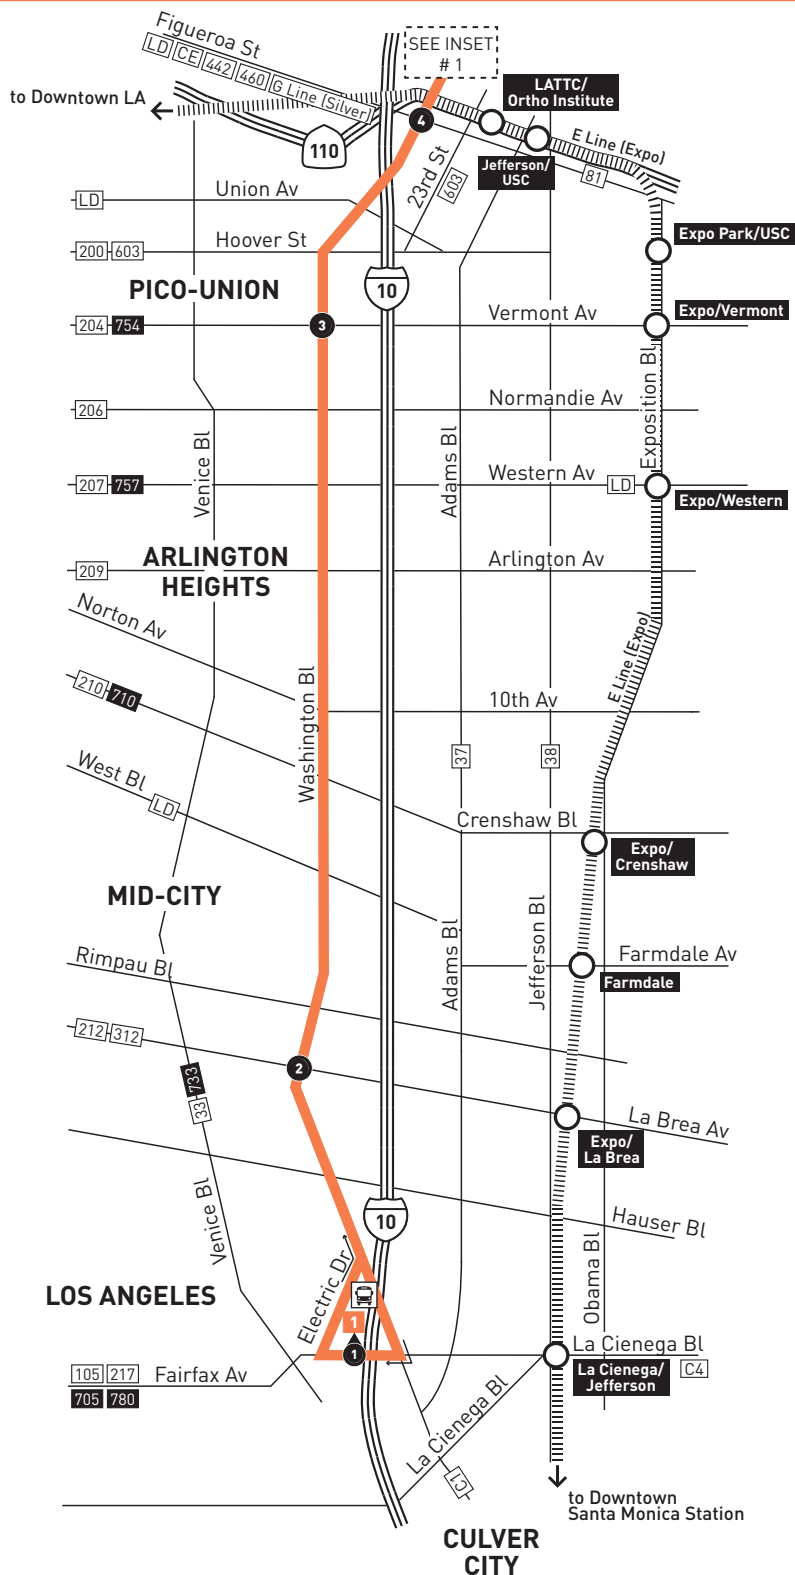 Figueroa St
LD CE 442 460 G Line (Silver)
SEE INSET
# 1
to Downtown LA
LATTC/
Ortho Institute
4
110
E Line (Expo)
23rd St
603
Jefferson/
USC
81
LD
Union Av
200 603
Hoover St
Expo Park/USC
PICO-UNION
10
204 754
3
Vermont Av
Expo/Vermont
206
Normandie Av
Exposition Bl
Venice Bl
Adams Bl
207 757
Western Av
LD
Expo/Western
ARLINGTON
HEIGHTS
209
Arlington Av
Norton Av
E Line (Expo)
210 710
10th Av
Washington Bl
37
38
West Bl
LD
Crenshaw Bl
Expo/
Crenshaw
MID-CITY
Adams Bl
Jefferson Bl
Rimpau Bl
Farmdale Av
Farmdale
212 312
2
733
33
La Brea Av
Expo/
La Brea
Venice Bl
10
Hauser Bl
Electric Dr
Obama Bl
LOS ANGELES
1
1
La Cienega Bl
105 217
Fairfax Av
705 780
La Cienega/
Jefferson
C4
La Cienega Bl
C1
to Downtown
Santa Monica Station
CULVER
CITY